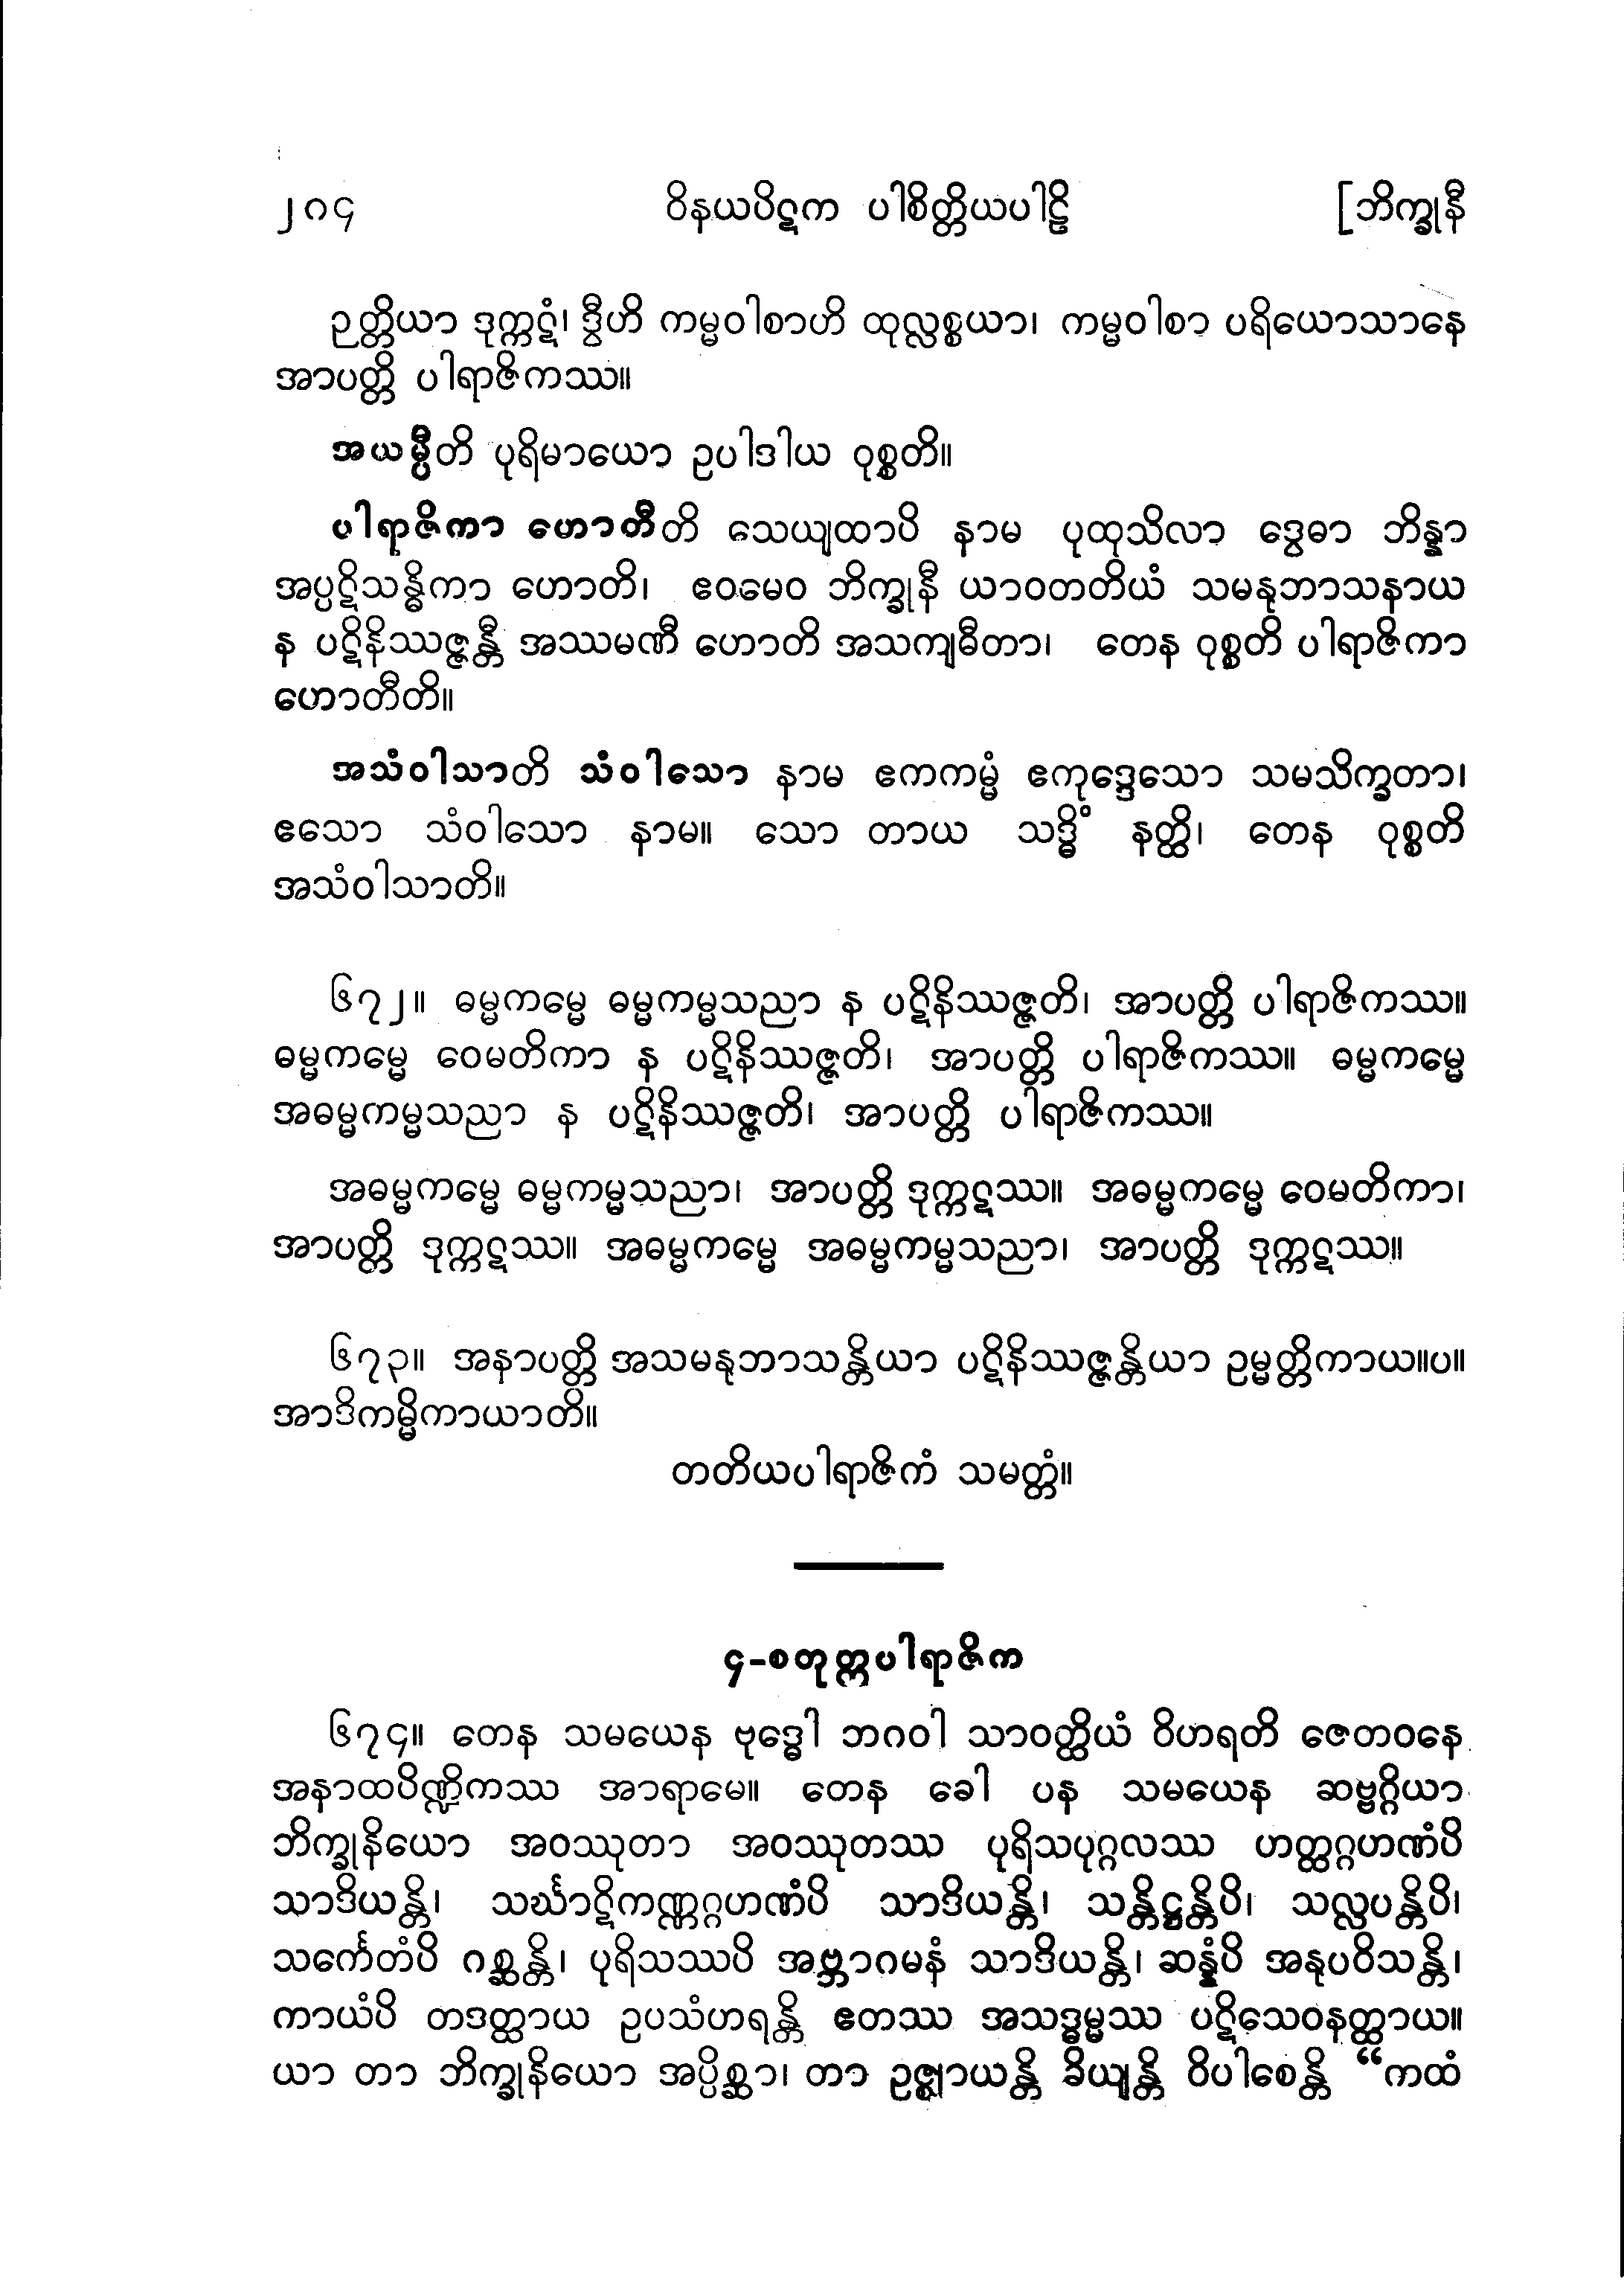 ၂၀၄ ဝိနယပိဋက ပါစိတ္တိယပါဠိ [ဘိက္ခုနီ
ဉတ္တိယာ ဒုက္ကဋံ၊ ဒွီဟိ ကမ္မဝါစာဟိ ထုလ္လစ္စယာ၊ ကမ္မဝါစာ ပရိယောသာနေ
အာပတ္တိ ပါရာဇိကဿ။
အယမ္ပီတိ ပုရိမာယော ဥပါဒါယ ဝုစ္စတိ။
ပါရာဇိကာ ဟောတီတိ သေယျထာပိ နာမ ပုထုသိလာ ဒွေဓာ ဘိန္နာ
အပ္ပဋိသန္ဓိကာ ဟောတိ၊ ဧဝမေဝ ဘိက္ခုနီ ယာဝတတိယံ သမနုဘာသနာယ
န ပဋိနိဿဇ္ဇန္တီ အဿမဏီ ဟောတိ အသကျဓီတာ၊ တေန ဝုစ္စတိ ပါရာဇိကာ
ဟောတီတိ။
အသံဝါသာတိ သံဝါသော နာမ ဧကကမ္မံ ဧကုဒ္ဒေသော သမသိက္ခတာ၊
ဧသော သံဝါသော နာမ။ သော တာယ သဒ္ဓိံ နတ္ထိ၊ တေန ဝုစ္စတိ
အသံဝါသာတိ။
၆၇၂။ ဓမ္မကမ္မေ ဓမ္မကမ္မသညာ န ပဋိနိဿဇ္ဇတိ၊ အာပတ္တိ ပါရာဇိကဿ။
ဓမ္မကမ္မေ ဝေမတိကာ န ပဋိနိဿဇ္ဇတိ၊ အာပတ္တိ ပါရာဇိကဿ။ ဓမ္မကမ္မေ
အဓမ္မကမ္မသညာ န ပဋိနိဿဇ္ဇတိ၊ အာပတ္တိ ပါရာဇိကဿ။
အဓမ္မကမ္မေ ဓမ္မကမ္မသညာ၊ အာပတ္တိ ဒုက္ကဋဿ။ အဓမ္မကမ္မေ ဝေမတိကာ၊
အာပတ္တိ ဒုက္ကဋဿ။ အဓမ္မကမ္မေ အဓမ္မကမ္မသညာ၊ အာပတ္တိ ဒုက္ကဋဿ။
၆၇၃။ အနာပတ္တိ အသမနုဘာသန္တိယာ ပဋိနိဿဇ္ဇန္တိယာ ဥမ္မတ္တိကာယ။ပ။
အာဒိကမ္မိကာယာတိ။
တတိယပါရာဇိကံ သမတ္တံ။
၄-စတုတ္ထပါရာဇိက
၆၇၄။ တေန သမယေန ဗုဒ္ဓေါ ဘဂဝါ သာဝတ္ထိယံ ဝိဟရတိ ဇေတဝနေ
အနာထပိဏ္ဍိကဿ အာရာမေ။ တေန ခေါ ပန သမယေန ဆဗ္ဗဂ္ဂိယာ
ဘိက္ခုနိယော အဝဿုတာ အဝဿုတဿ ပုရိသပုဂ္ဂလဿ ဟတ္ထဂ္ဂဟဏံပိ
သာဒိယန္တိ၊ သင်္ဃာဋိကဏ္ဏဂ္ဂဟဏံပိ သာဒိယန္တိ၊ သန္တိဋ္ဌန္တိပိ၊ သလ္လပန္တိပိ၊
သင်္ကေတံပိ ဂစ္ဆန္တိ၊ ပုရိသဿပိ အဗ္ဘာဂမနံ သာဒိယန္တိ၊ ဆန္နံပိ အနုပဝိသန္တိ၊
ကာယံပိ တဒတ္ထာယ ဥပသံဟရန္တိ ဧတဿ အသဒ္ဓမ္မဿ ပဋိသေဝနတ္ထာယ။
ယာ တာ ဘိက္ခုနိယော အပ္ပိစ္ဆာ၊ တာ ဥဇ္ဈာယန္တိ ခိယျန္တိ ဝိပါစေန္တိ “ကထံ